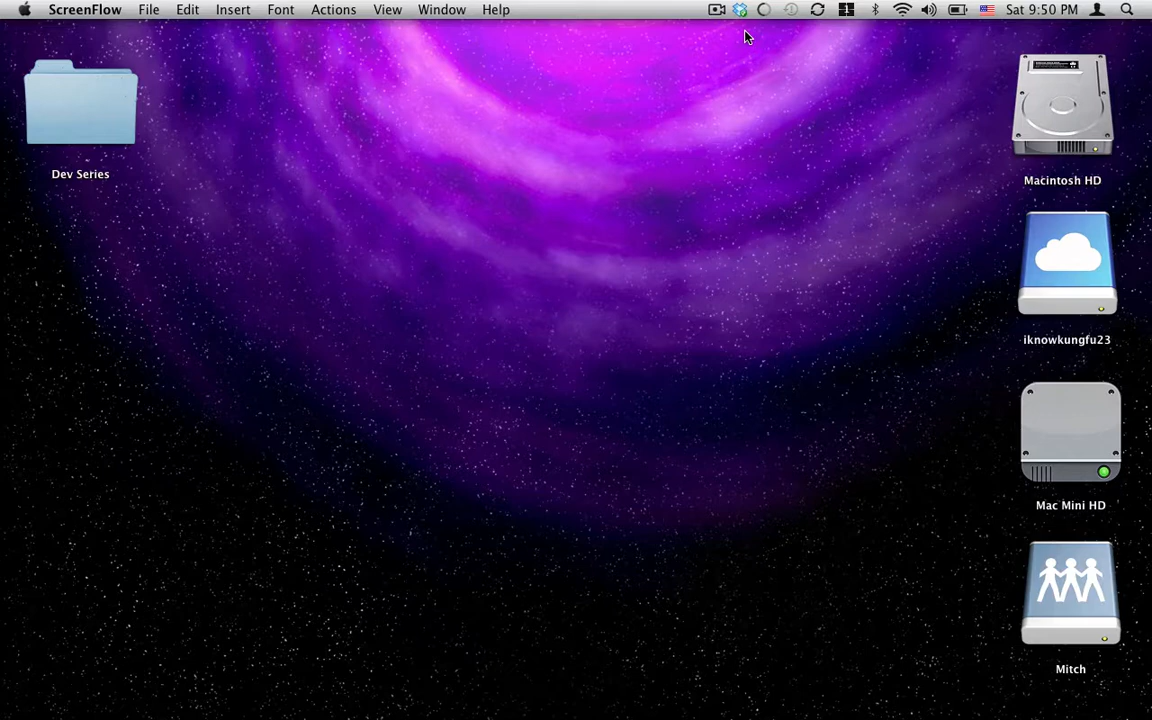 ScreenFlow File Edit Insert Font Actions View Window Help Sat 9:50 PM
Dev Series
Macintosh HD
iknowkungfu23
Mac Mini HD
Mitch